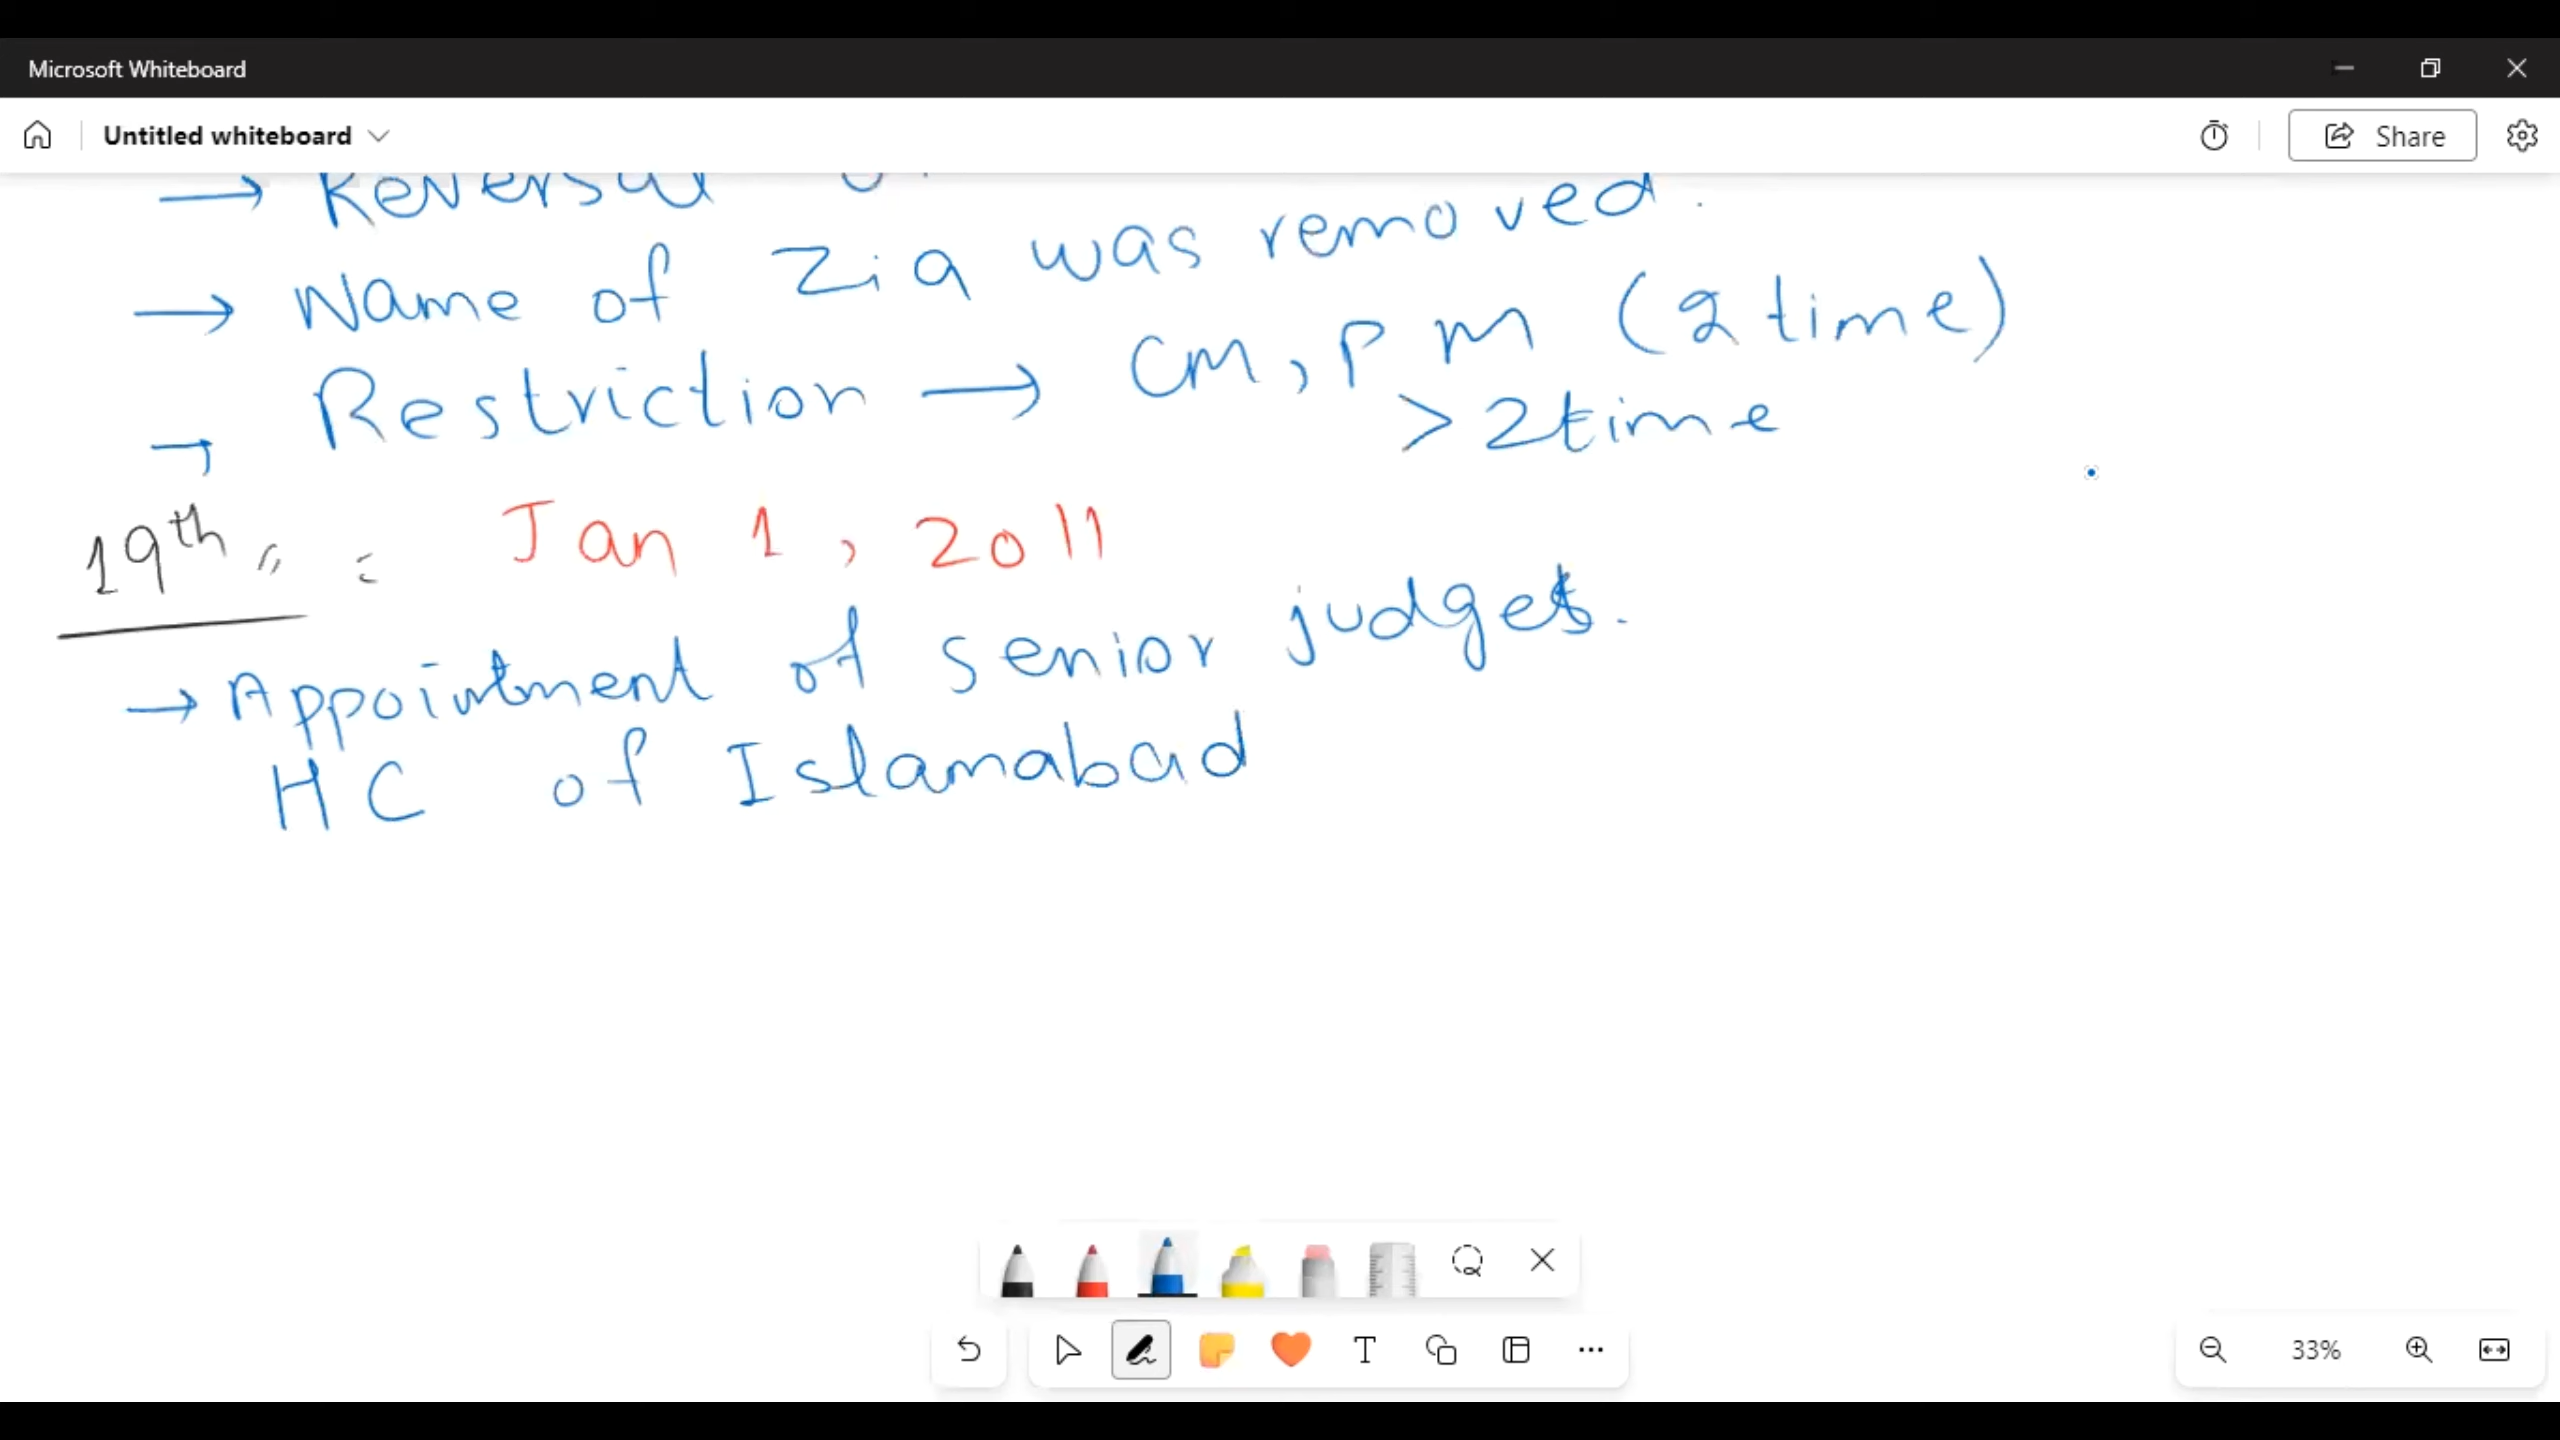 Microsoft Whiteboard
Untitled whiteboard
Share
→ Reversal
→ Name of Zia was removed.
→ Restriction → CM, PM (2 time)
> 2time
19th " = Jan 1, 2011
→ Appointment of senior judges.
HC of Islamabad
T
33%